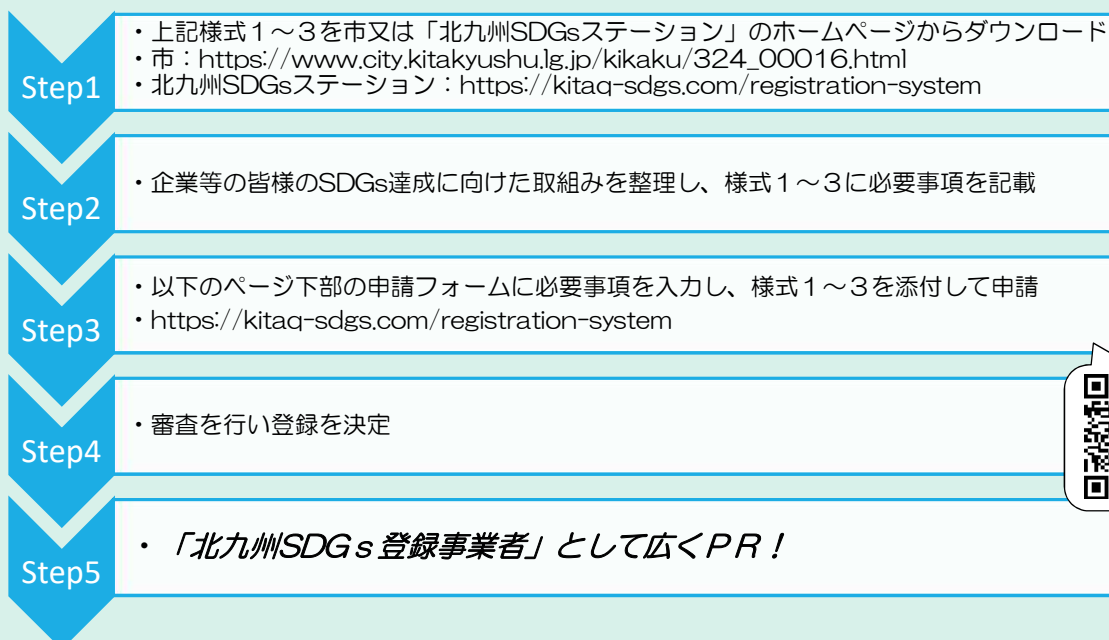 Step1
・上記様式１～３を市又は「北九州SDGsステーション」のホームページからダウンロード
・市：https://www.city.kitakyushu.lg.jp/kikaku/324_00016.html
・北九州SDGsステーション：https://kitaq-sdgs.com/registration-system
Step2
・企業等の皆様のSDGs達成に向けた取組みを整理し、様式１～３に必要事項を記載
Step3
・以下のページ下部の申請フォームに必要事項を入力し、様式１～３を添付して申請
・https://kitaq-sdgs.com/registration-system
Step4
・審査を行い登録を決定
Step5
・「北九州SDGｓ登録事業者」として広くＰＲ！